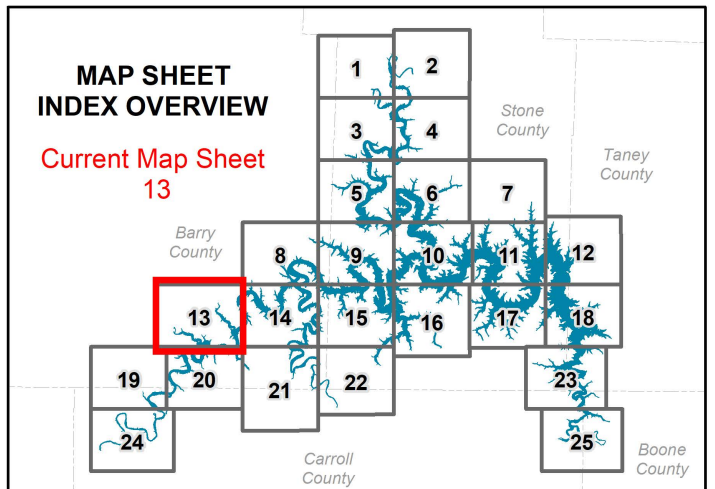 MAP SHEET
INDEX OVERVIEW
Current Map Sheet
13
1
2
3
4
Stone
County
Taney
County
5
6
7
Barry
County
8
9
10
11
12
13
14
15
16
17
18
19
20
21
22
23
24
25
Carroll
County
Boone
County